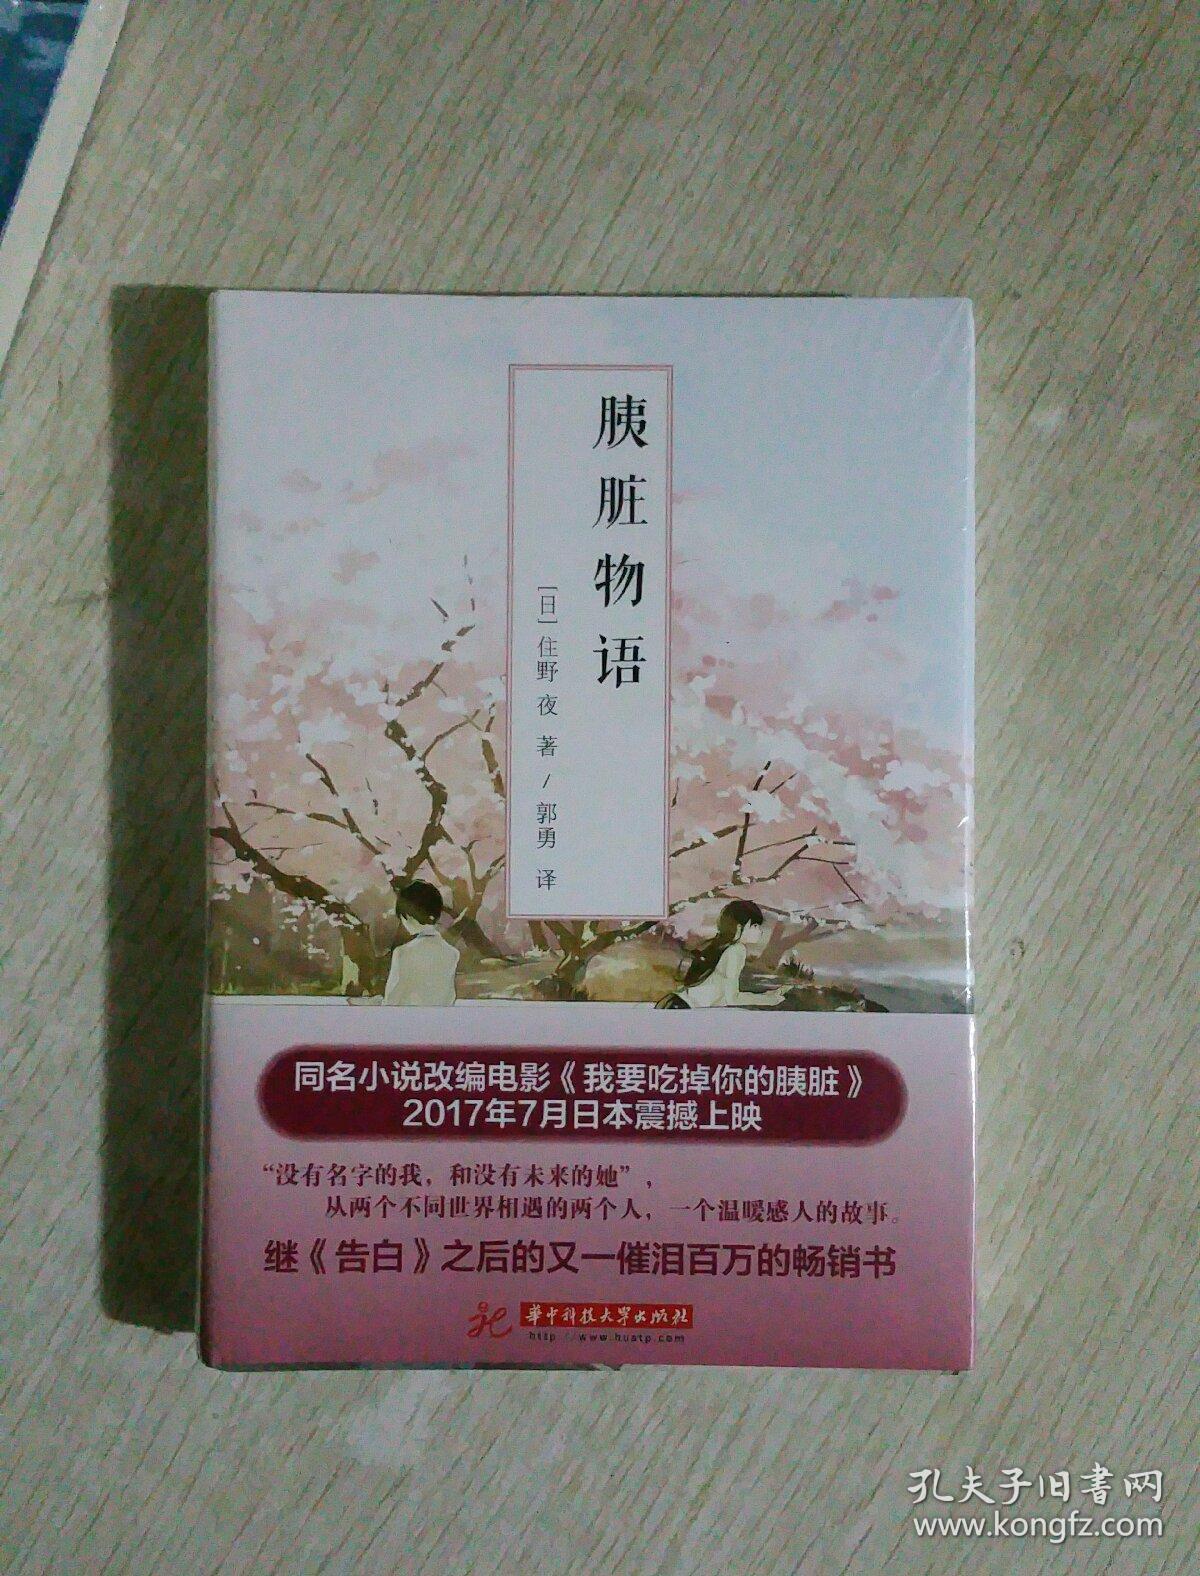 胰脏物语
[日]住野夜 著/郭勇 译
同名小说改编电影《我要吃掉你的胰脏》
2017年7月日本震撼上映
“没有名字的我，和没有未来的她”，
从两个不同世界相遇的两个人，一个温暖感人的故事。
继《告白》之后的又一催泪百万的畅销书
华中科技大学出版社
http://www.hustp.com
孔夫子旧书网
www.kongfz.com